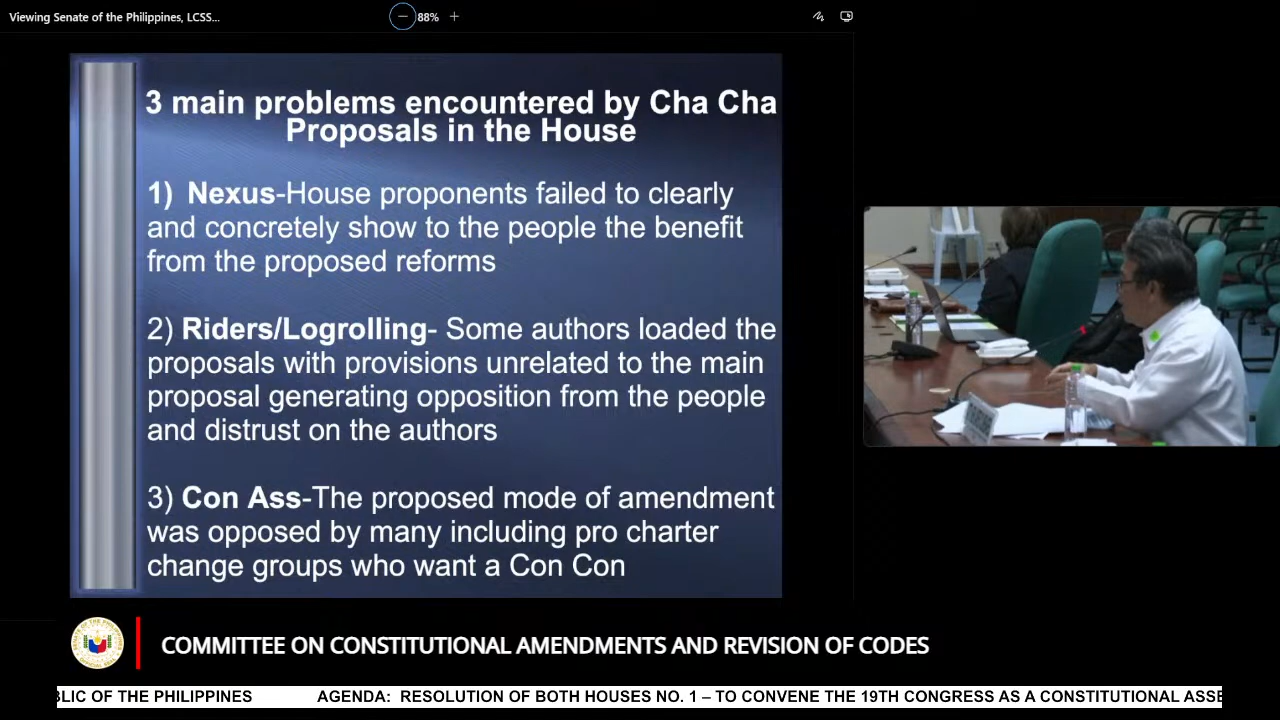 Viewing Senate of the Philippines, LCSS...
88%
3 main problems encountered by Cha Cha
Proposals in the House
1) Nexus-House proponents failed to clearly
and concretely show to the people the benefit
from the proposed reforms
2) Riders/Logrolling- Some authors loaded the
proposals with provisions unrelated to the main
proposal generating opposition from the people
and distrust on the authors
3) Con Ass-The proposed mode of amendment
was opposed by many including pro charter
change groups who want a Con Con
COMMITTEE ON CONSTITUTIONAL AMENDMENTS AND REVISION OF CODES
BLIC OF THE PHILIPPINES AGENDA: RESOLUTION OF BOTH HOUSES NO. 1 – TO CONVENE THE 19TH CONGRESS AS A CONSTITUTIONAL ASSE